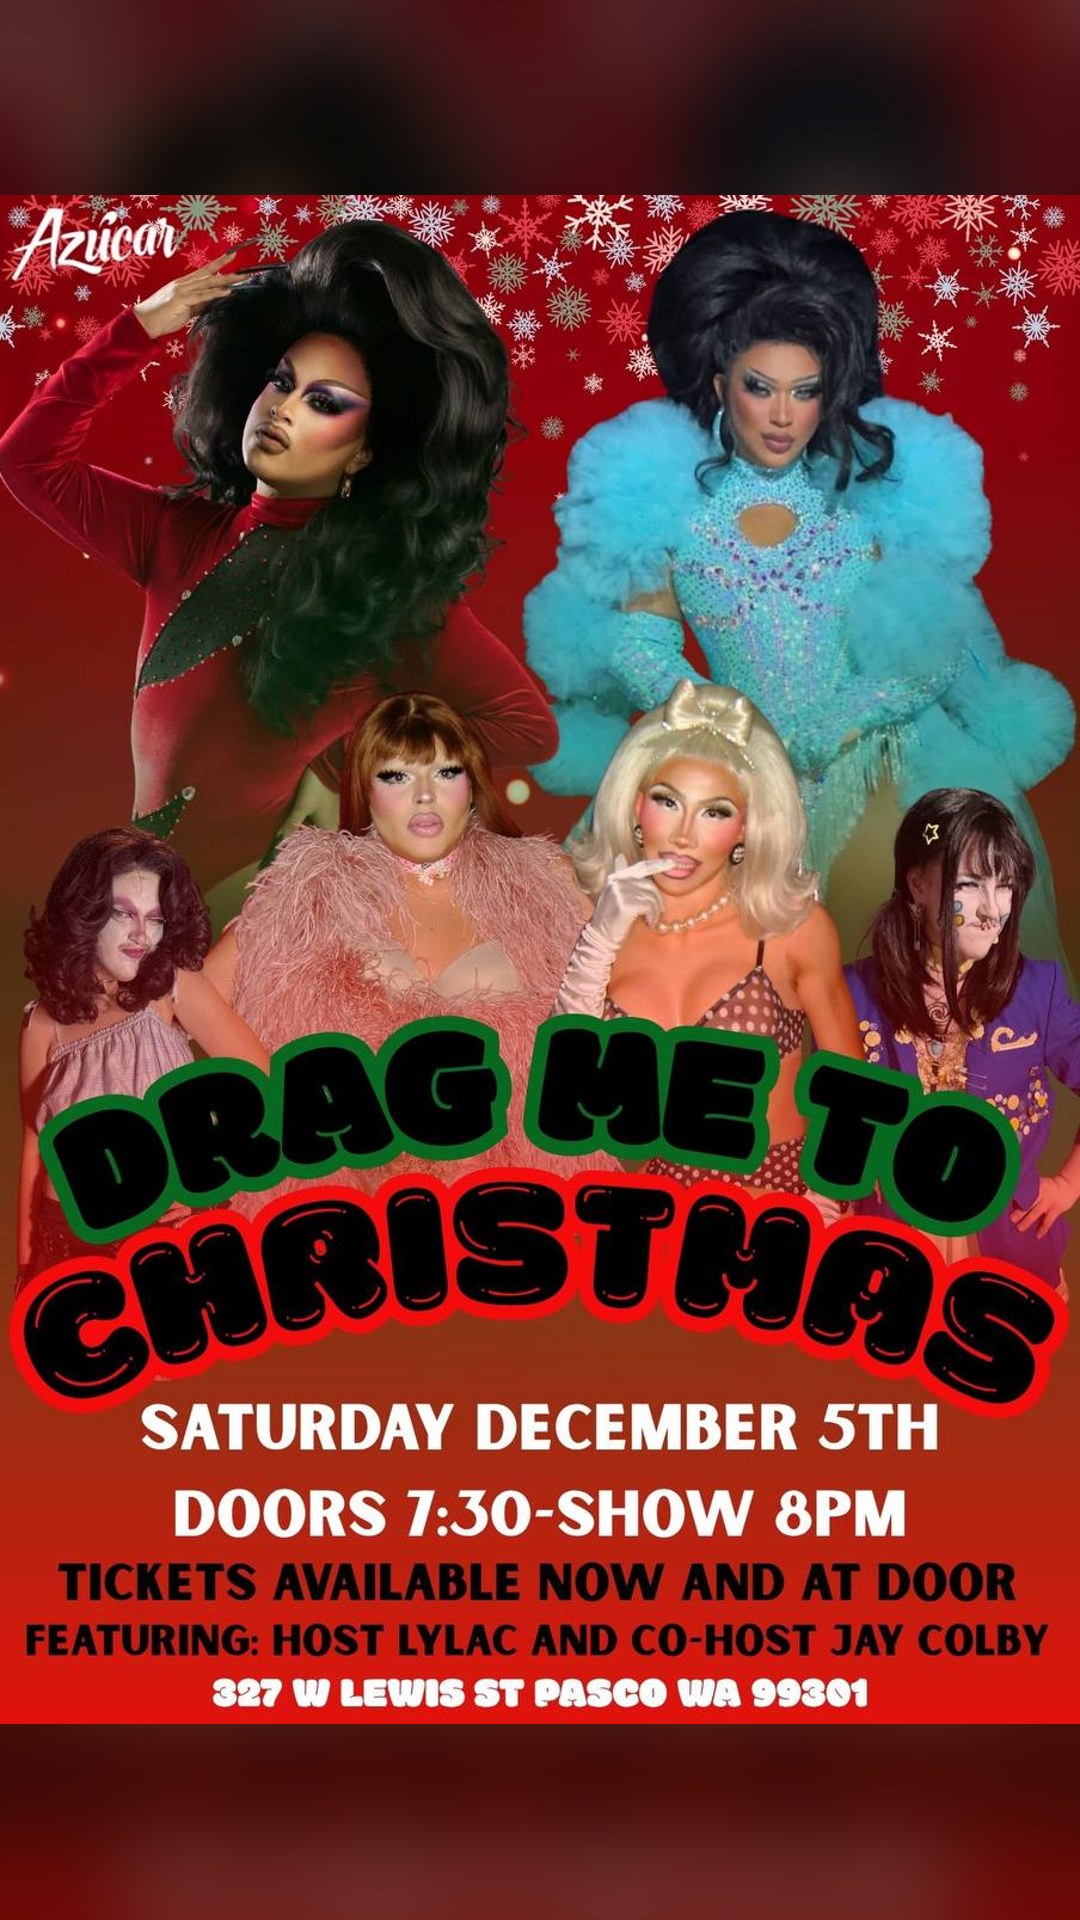 Azúcar
DRAG ME TO
CHRISTMAS
SATURDAY DECEMBER 5TH
DOORS 7:30-SHOW 8PM
TICKETS AVAILABLE NOW AND AT DOOR
FEATURING: HOST LYLAC AND CO-HOST JAY COLBY
327 W LEWIS ST PASCO WA 99301